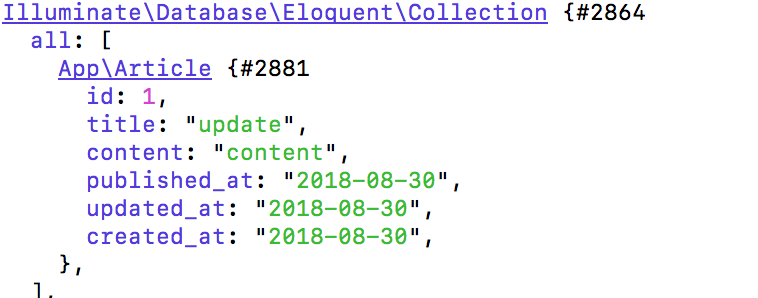 Illuminate\Database\Eloquent\Collection {#2864
all: [
App\Article {#2881
id: 1,
title: "update",
content: "content",
published_at: "2018-08-30",
updated_at: "2018-08-30",
created_at: "2018-08-30",
},
],